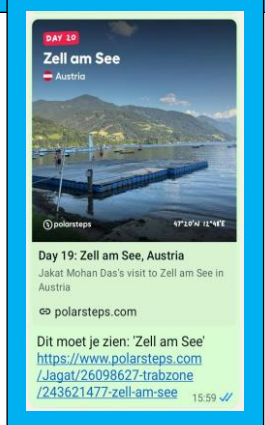 DAY 20
Zell am See
Austria
polarsteps
47°20'N 12°48'E
Day 19: Zell am See, Austria
Jakat Mohan Das's visit to Zell am See in
Austria
polarsteps.com
Dit moet je zien: 'Zell am See'
https://www.polarsteps.com
/Jagat/26098627-trabzone
/243621477-zell-am-see
15:59